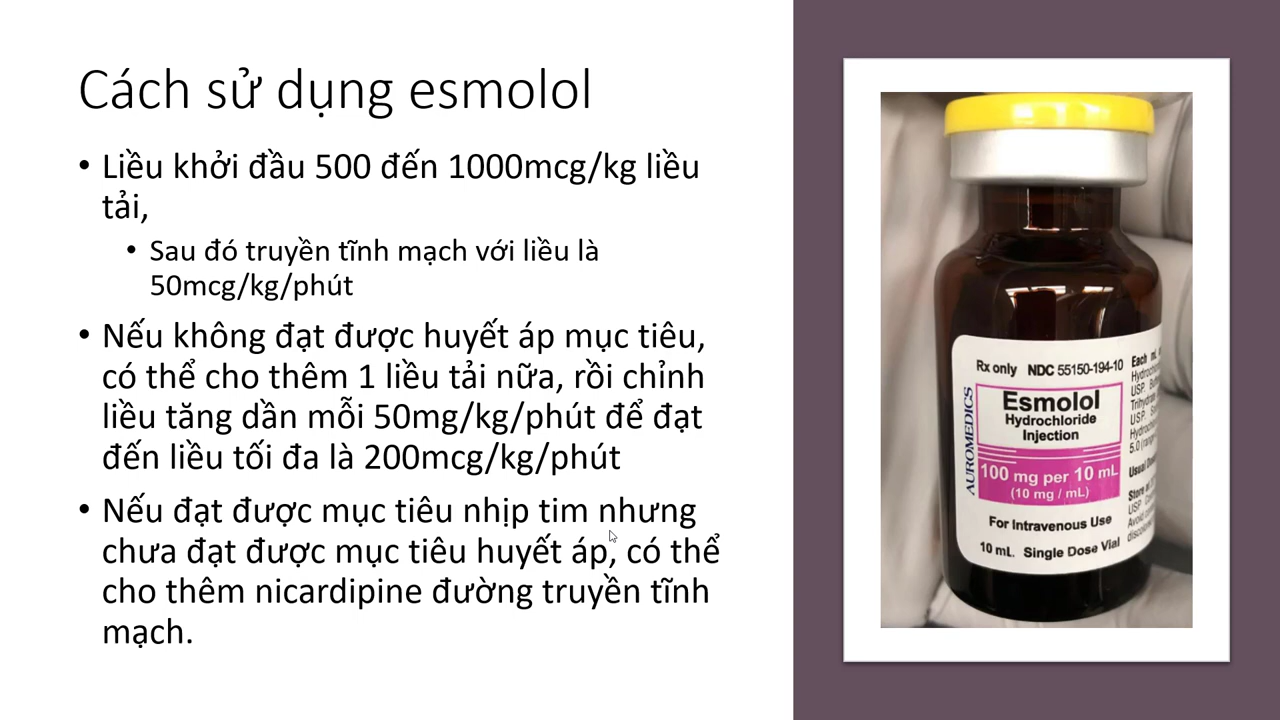 Cách sử dụng esmolol
• Liều khởi đầu 500 đến 1000mcg/kg liều
tải,
• Sau đó truyền tĩnh mạch với liều là
50mcg/kg/phút
• Nếu không đạt được huyết áp mục tiêu,
có thể cho thêm 1 liều tải nữa, rồi chỉnh
liều tăng dần mỗi 50mg/kg/phút để đạt
đến liều tối đa là 200mcg/kg/phút
• Nếu đạt được mục tiêu nhịp tim nhưng
chưa đạt được mục tiêu huyết áp, có thể
cho thêm nicardipine đường truyền tĩnh
mạch.
Rx only NDC 55150-194-10
AUROMEDICS
Esmolol
Hydrochloride
Injection
100 mg per 10 mL
(10 mg / mL)
For Intravenous Use
10 mL Single Dose Vial
Each mL
USP